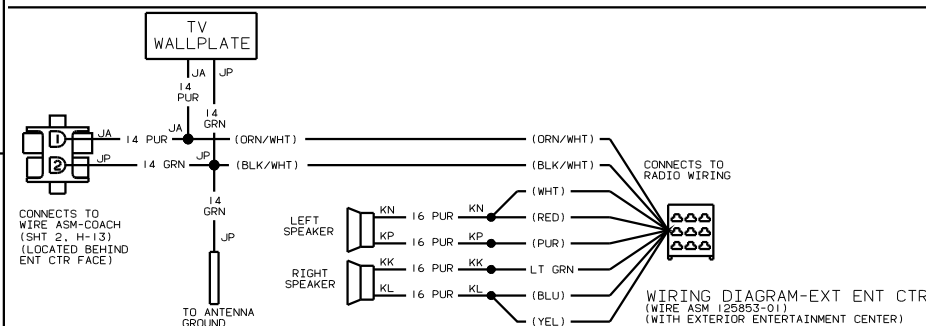 TV
WALLPLATE
JA JP
14
PUR
14
GRN
1 JA 14 PUR JA (ORN/WHT) (ORN/WHT)
2 JP 14 GRN JP (BLK/WHT) (BLK/WHT)
CONNECTS TO
RADIO WIRING
14
GRN
JP
CONNECTS TO
WIRE ASM-COACH
(SHT 2, H-13)
(LOCATED BEHIND
ENT CTR FACE)
TO ANTENNA
GROUND
(WHT)
LEFT
SPEAKER
KN 16 PUR KN (RED)
KP 16 PUR KP (PUR)
RIGHT
SPEAKER
KK 16 PUR KK LT GRN
KL 16 PUR KL (BLU)
(YEL)
WIRING DIAGRAM-EXT ENT CTR
(WIRE ASM 125853-01)
(WITH EXTERIOR ENTERTAINMENT CENTER)